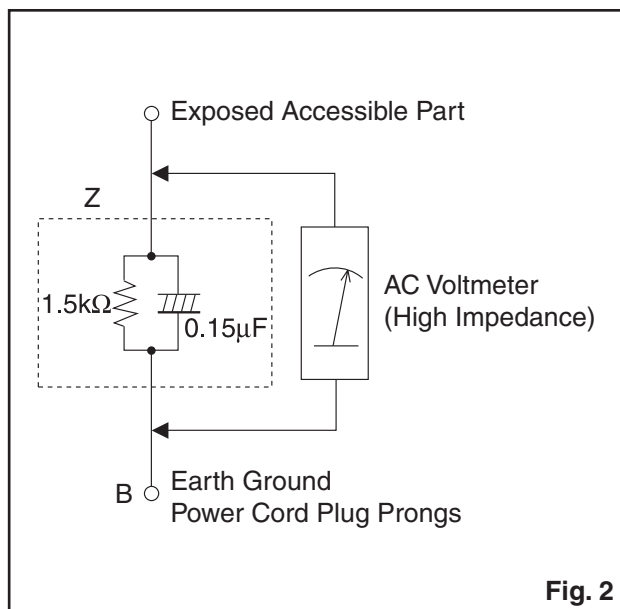 Exposed Accessible Part
Z
1.5kΩ
0.15μF
AC Voltmeter
(High Impedance)
B
Earth Ground
Power Cord Plug Prongs
Fig. 2